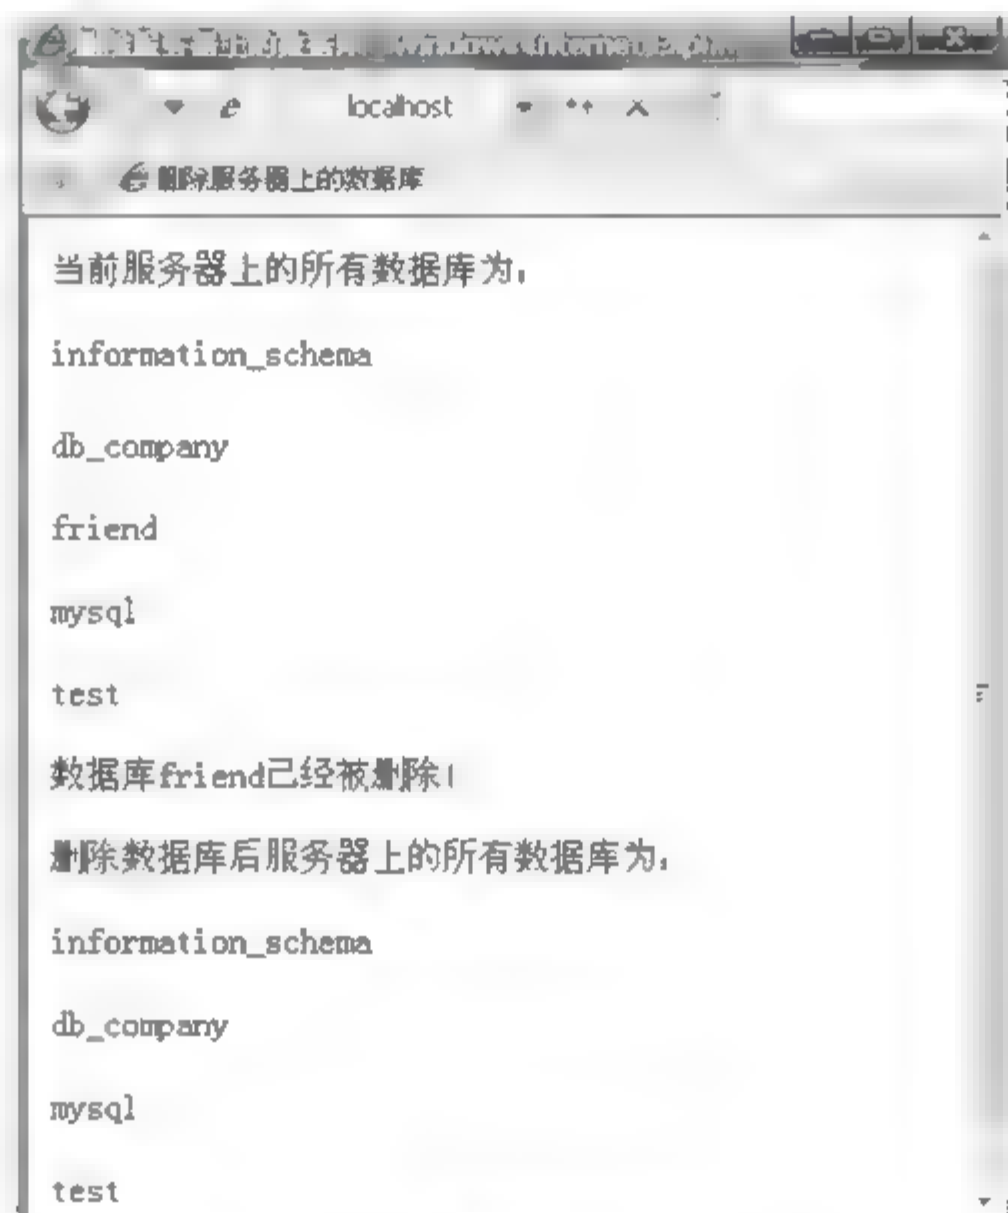 localhost
删除服务器上的数据库
当前服务器上的所有数据库为:
information_schema
db_company
friend
mysql
test
数据库friend已经被删除!
删除数据库后服务器上的所有数据库为:
information_schema
db_company
mysql
test